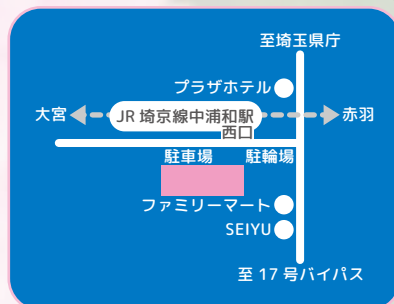 至埼玉県庁
プラザホテル
大宮
JR 埼京線中浦和駅
赤羽
西口
駐車場
駐輪場
ファミリーマート
SEIYU
至 17 号バイパス